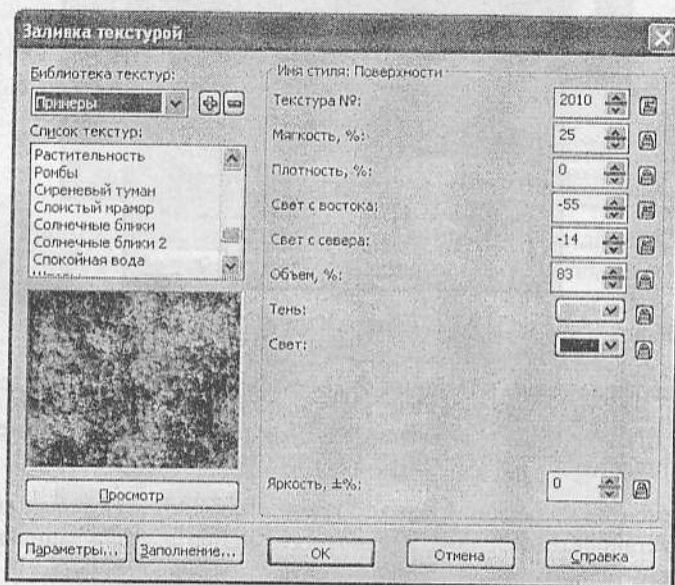 Заливка текстурой
Библиотека текстур:
Примеры
Список текстур:
Растительность
Ромбы
Сиреневый туман
Слоистый мрамор
Солнечные блики
Солнечные блики 2
Спокойная вода
Просмотр
Имя стиля: Поверхности
Текстура №: 2010
Мягкость, %: 25
Плотность, %: 0
Свет с востока: -55
Свет с севера: -14
Объем, %: 83
Тень:
Свет:
Яркость, ±%: 0
Параметры... Заполнение... ОК Отмена Справка